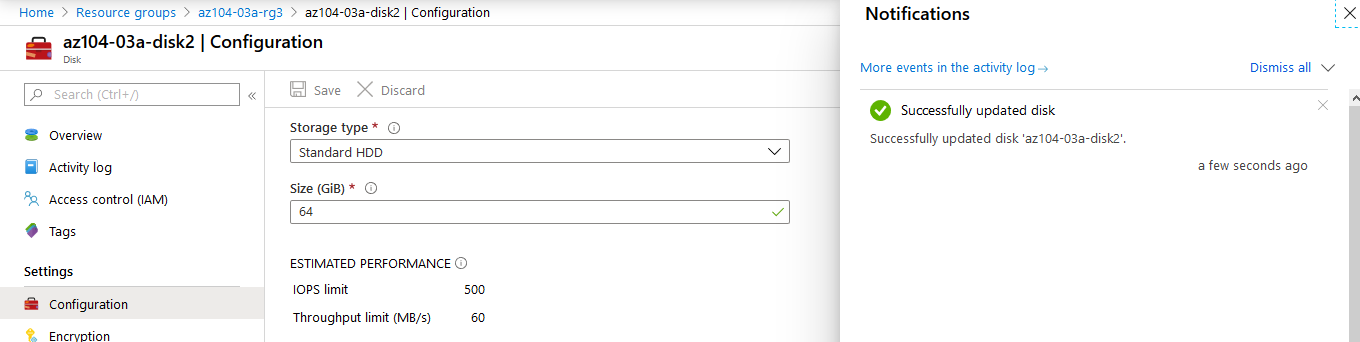 Home > Resource groups > az104-03a-rg3 > az104-03a-disk2 | Configuration
az104-03a-disk2 | Configuration
Disk
Search (Ctrl+/)
«
Overview
Activity log
Access control (IAM)
Tags
Settings
Configuration
Encryption
Save
Discard
Storage type *
Standard HDD
Size (GiB) *
64
ESTIMATED PERFORMANCE
IOPS limit 500
Throughput limit (MB/s) 60
Notifications
More events in the activity log→
Dismiss all
Successfully updated disk
Successfully updated disk 'az104-03a-disk2'.
a few seconds ago